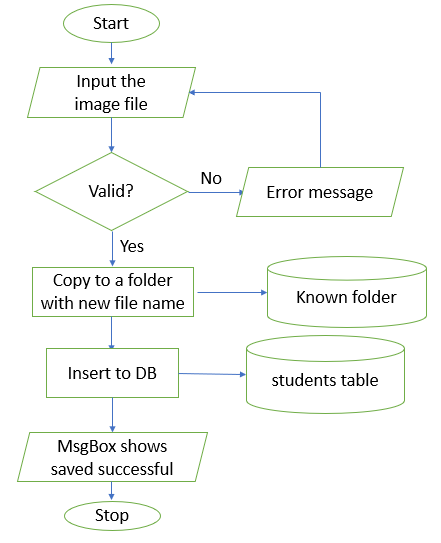 Start
Input the
image file
Valid?
No
Error message
Yes
Copy to a folder
with new file name
Known folder
Insert to DB
students table
MsgBox shows
saved successful
Stop